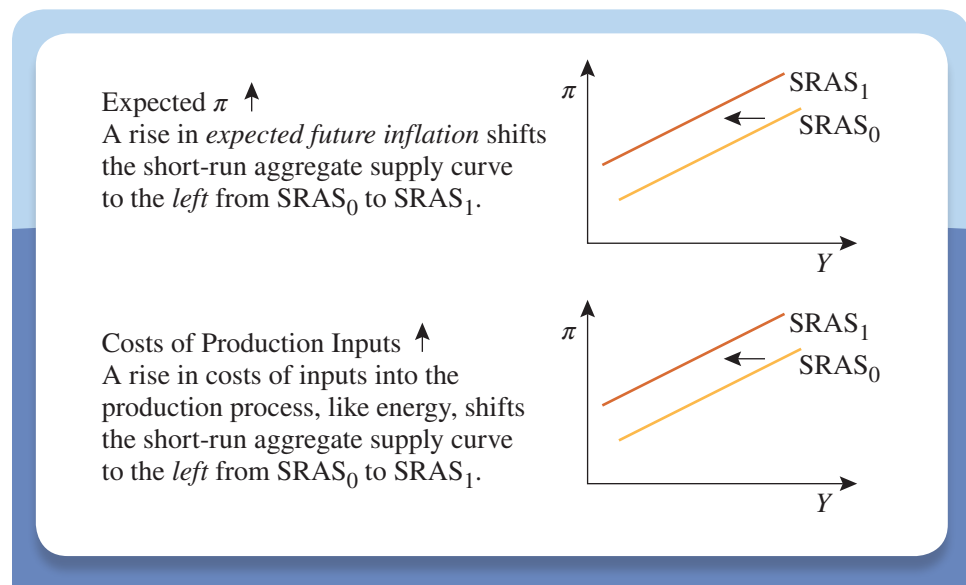 Expected π ↑
A rise in expected future inflation shifts
the short-run aggregate supply curve
to the left from SRAS₀ to SRAS₁.
π
SRAS₁
SRAS₀
Y
Costs of Production Inputs ↑
A rise in costs of inputs into the
production process, like energy, shifts
the short-run aggregate supply curve
to the left from SRAS₀ to SRAS₁.
π
SRAS₁
SRAS₀
Y